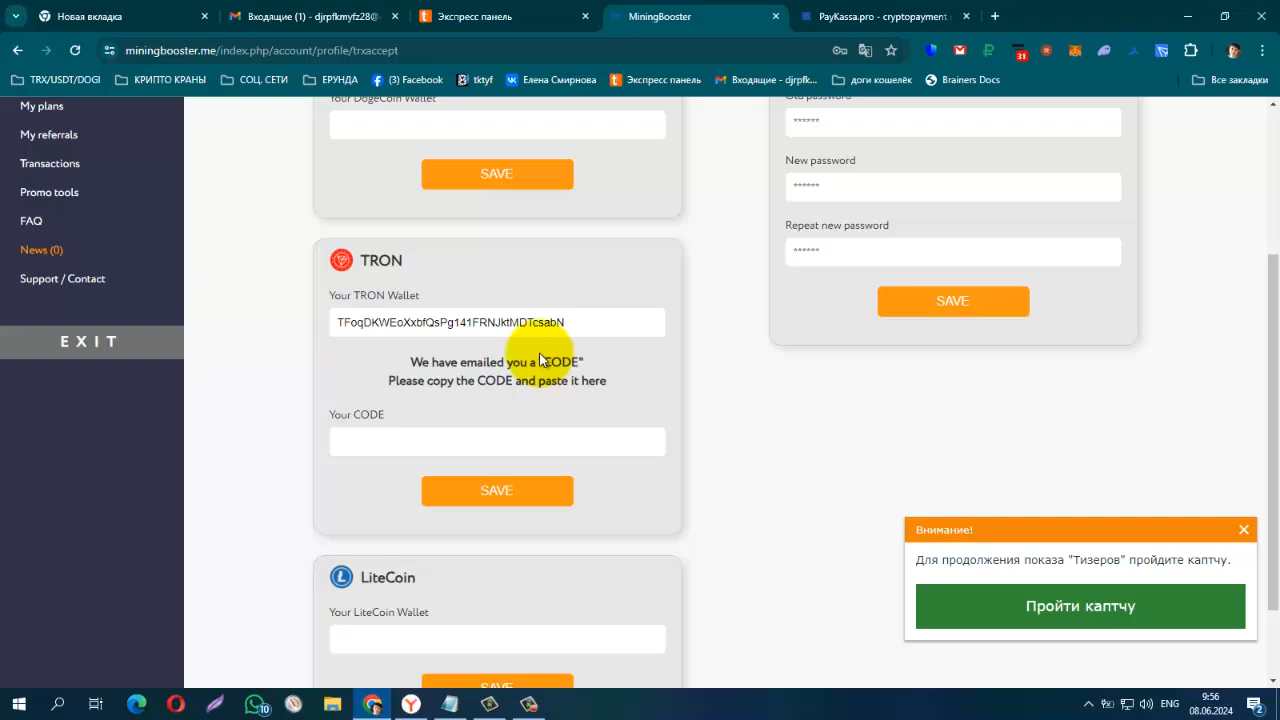 Новая вкладка
Входящие (1) - djrpfkmyfz28@
Экспресс панель
MiningBooster
PayKassa.pro - cryptopayment
miningbooster.me/index.php/account/profile/trxaccept
31
TRX/USDT/DOGI
КРИПТО КРАНЫ
СОЦ. СЕТИ
ЕРУНДА
(3) Facebook
tktyf
Елена Смирнова
Экспресс панель
Входящие - djrpfk...
доги кошелёк
Brainers Docs
Все закладки
My plans
My referrals
Transactions
Promo tools
FAQ
News (0)
Support / Contact
EXIT
Your DogeCoin Wallet
SAVE
TRON
Your TRON Wallet
TFoqDKWEoXxbfQsPg141FRNJktMDTcsabN
We have emailed you a "CODE"
Please copy the CODE and paste it here
Your CODE
SAVE
LiteCoin
Your LiteCoin Wallet
SAVE
Old password
******
New password
******
Repeat new password
******
SAVE
Внимание!
Для продолжения показа "Тизеров" пройдите каптчу.
Пройти каптчу
10
ENG
9:56
08.06.2024
2